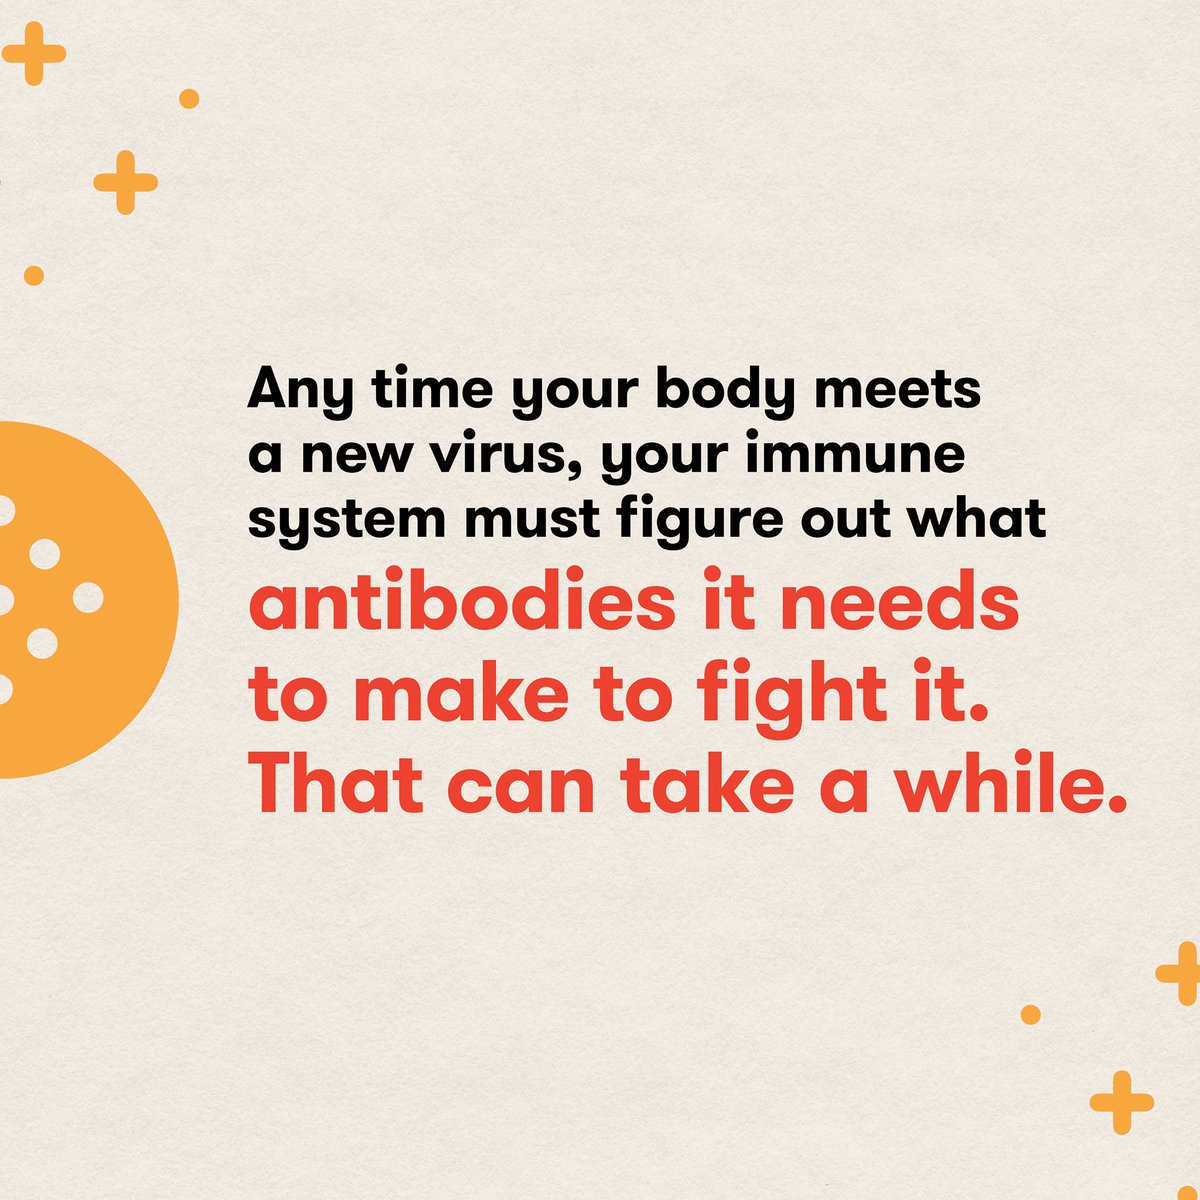 Any time your body meets
a new virus, your immune
system must figure out what
antibodies it needs
to make to fight it.
That can take a while.